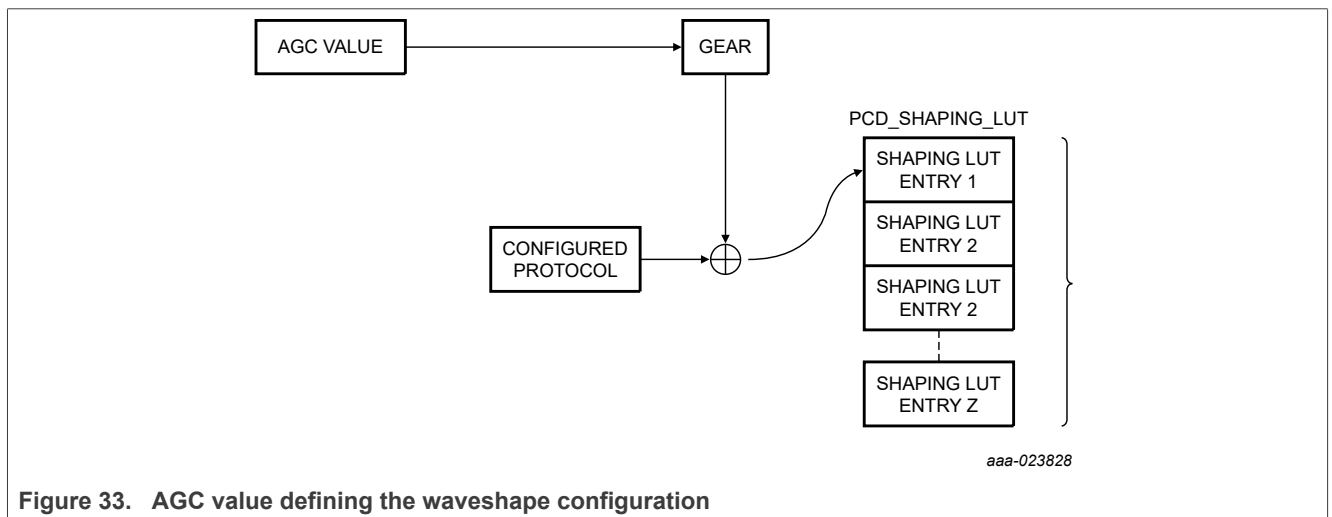 AGC VALUE
GEAR
PCD_SHAPING_LUT
SHAPING LUT
ENTRY 1
SHAPING LUT
ENTRY 2
SHAPING LUT
ENTRY 2
SHAPING LUT
ENTRY Z
CONFIGURED
PROTOCOL
aaa-023828
Figure 33. AGC value defining the waveshape configuration